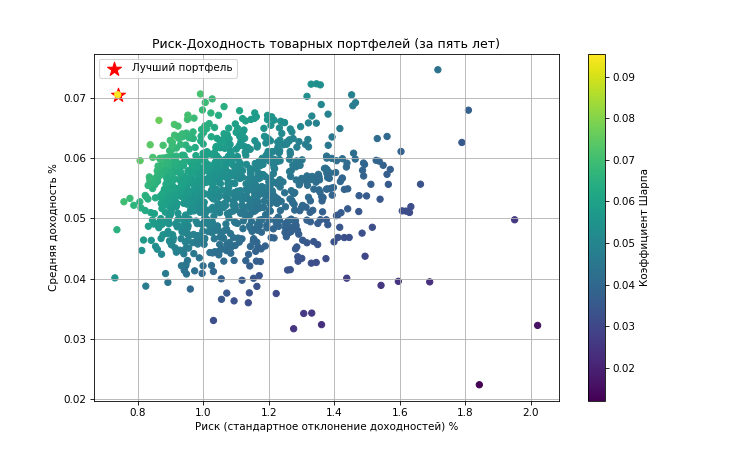 Риск-Доходность товарных портфелей (за пять лет)
Лучший портфель
Средняя доходность %
0.07
0.06
0.05
0.04
0.03
0.02
0.8 1.0 1.2 1.4 1.6 1.8 2.0
Риск (стандартное отклонение доходностей) %
0.09
0.08
0.07
0.06
0.05
0.04
0.03
0.02
Коэффициент Шарпа